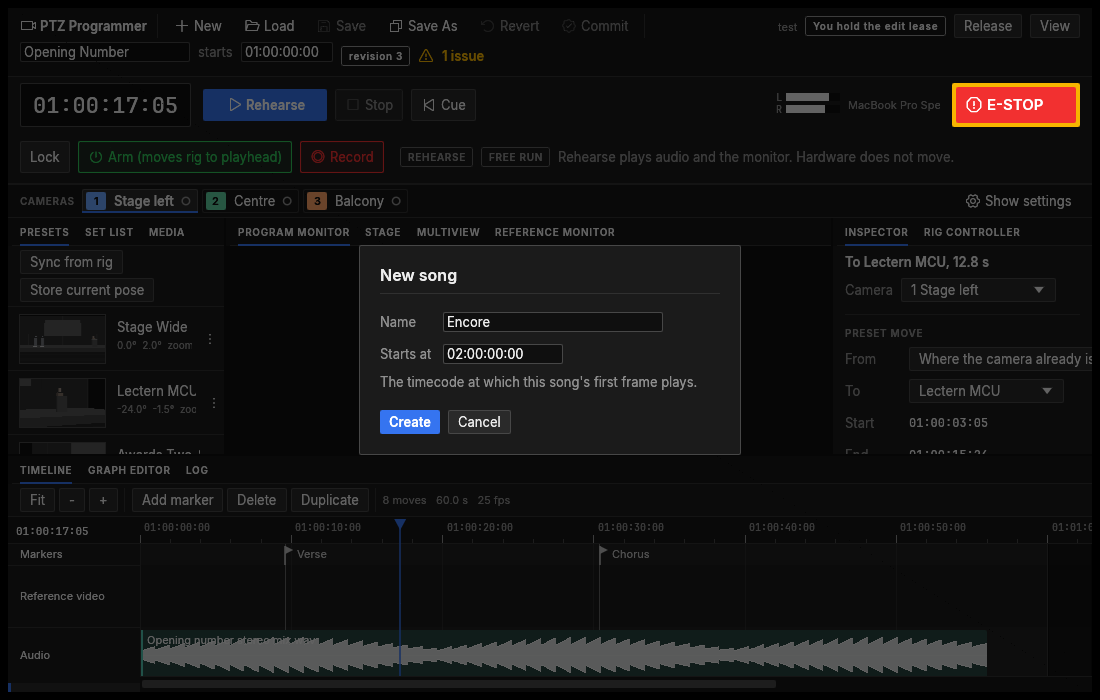 PTZ Programmer New Load Save Save As Revert Commit test You hold the edit lease Release View
Opening Number starts 01:00:00:00 revision 3 1 issue
01:00:17:05 Rehearse Stop Cue L R MacBook Pro Spe E-STOP
Lock Arm (moves rig to playhead) Record REHEARSE FREE RUN Rehearse plays audio and the monitor. Hardware does not move.
CAMERAS 1 Stage left 2 Centre 3 Balcony Show settings
PRESETS SET LIST MEDIA PROGRAM MONITOR STAGE MULTIVIEW REFERENCE MONITOR INSPECTOR RIG CONTROLLER
Sync from rig
Store current pose
Stage Wide
0.0° 2.0° zoom
Lectern MCU
-24.0° -1.5° zoo
New song
Name Encore
Starts at 02:00:00:00
The timecode at which this song's first frame plays.
Create Cancel
To Lectern MCU, 12.8 s
Camera 1 Stage left
PRESET MOVE
From Where the camera already is
To Lectern MCU
Start 01:00:03:05
TIMELINE GRAPH EDITOR LOG
Fit - + Add marker Delete Duplicate 8 moves 60.0 s 25 fps
01:00:17:05 01:00:00:00 01:00:10:00 01:00:20:00 01:00:30:00 01:00:40:00 01:00:50:00 01:01:0
Markers Verse Chorus
Reference video
Opening number stereo mix.wav
Audio